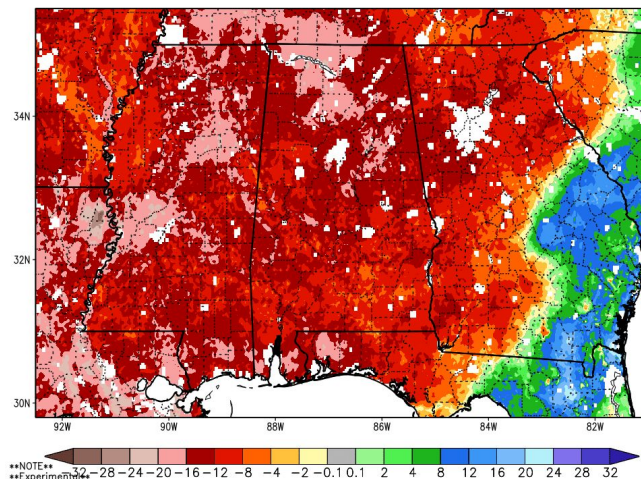 34N
32N
30N
92W 90W 88W 86W 84W 82W
**NOTE** -32 -28 -24 -20 -16 -12 -8 -4 -2 -0.1 0.1 2 4 8 12 16 20 24 28 32
**Experimental**